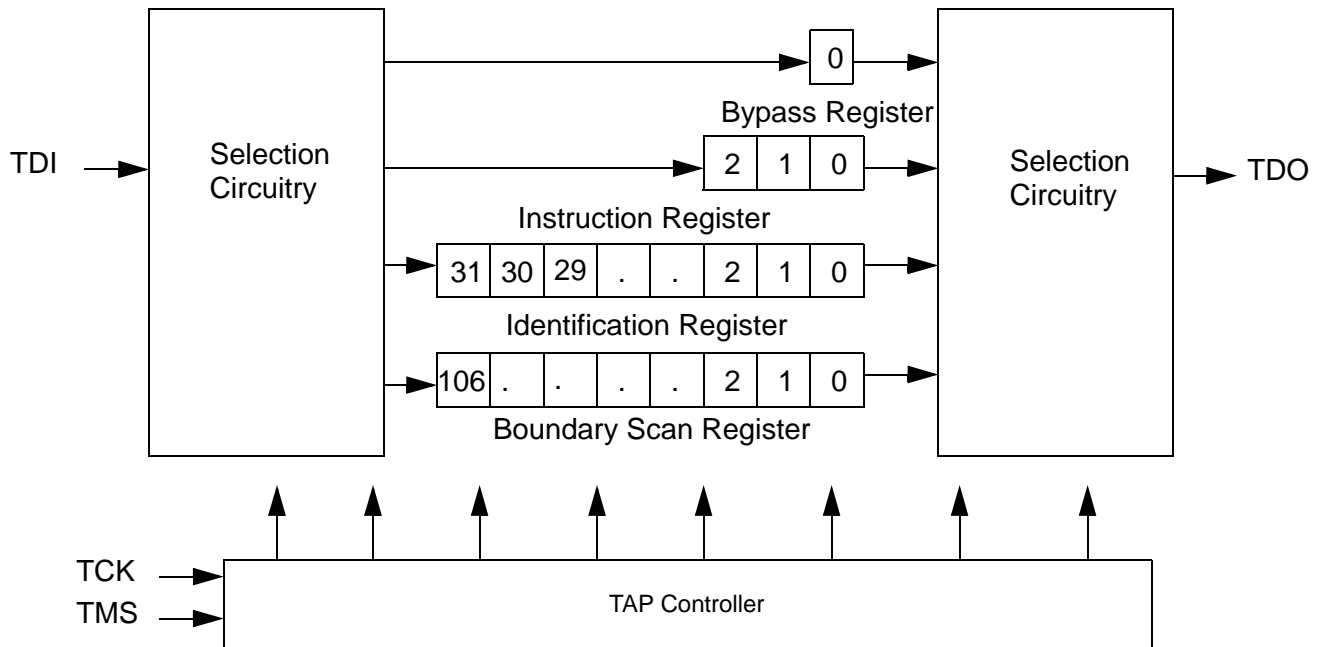 0
Bypass Register
TDI
Selection
Circuitry
2 1 0
Selection
Circuitry
TDO
Instruction Register
31 30 29 . . 2 1 0
Identification Register
106 . . . . 2 1 0
Boundary Scan Register
TCK
TMS
TAP Controller